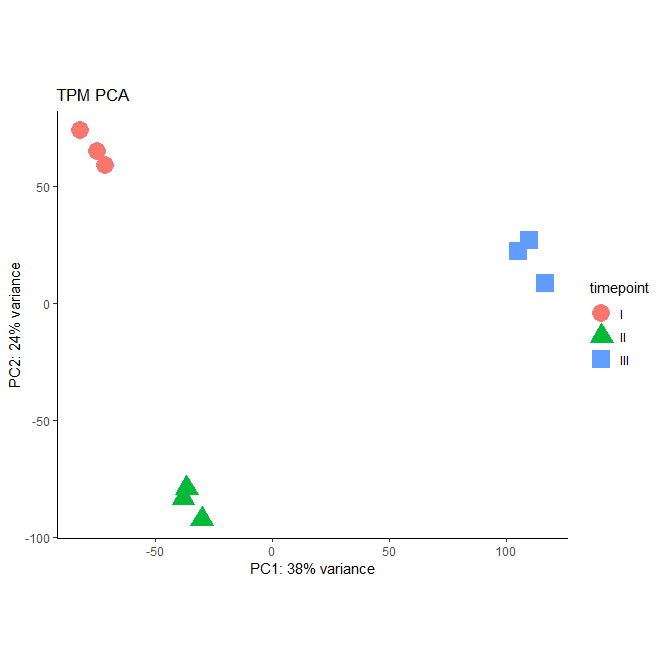 TPM PCA
50
0
-50
-100
PC2: 24% variance
-50
0
50
100
PC1: 38% variance
timepoint
I
II
III